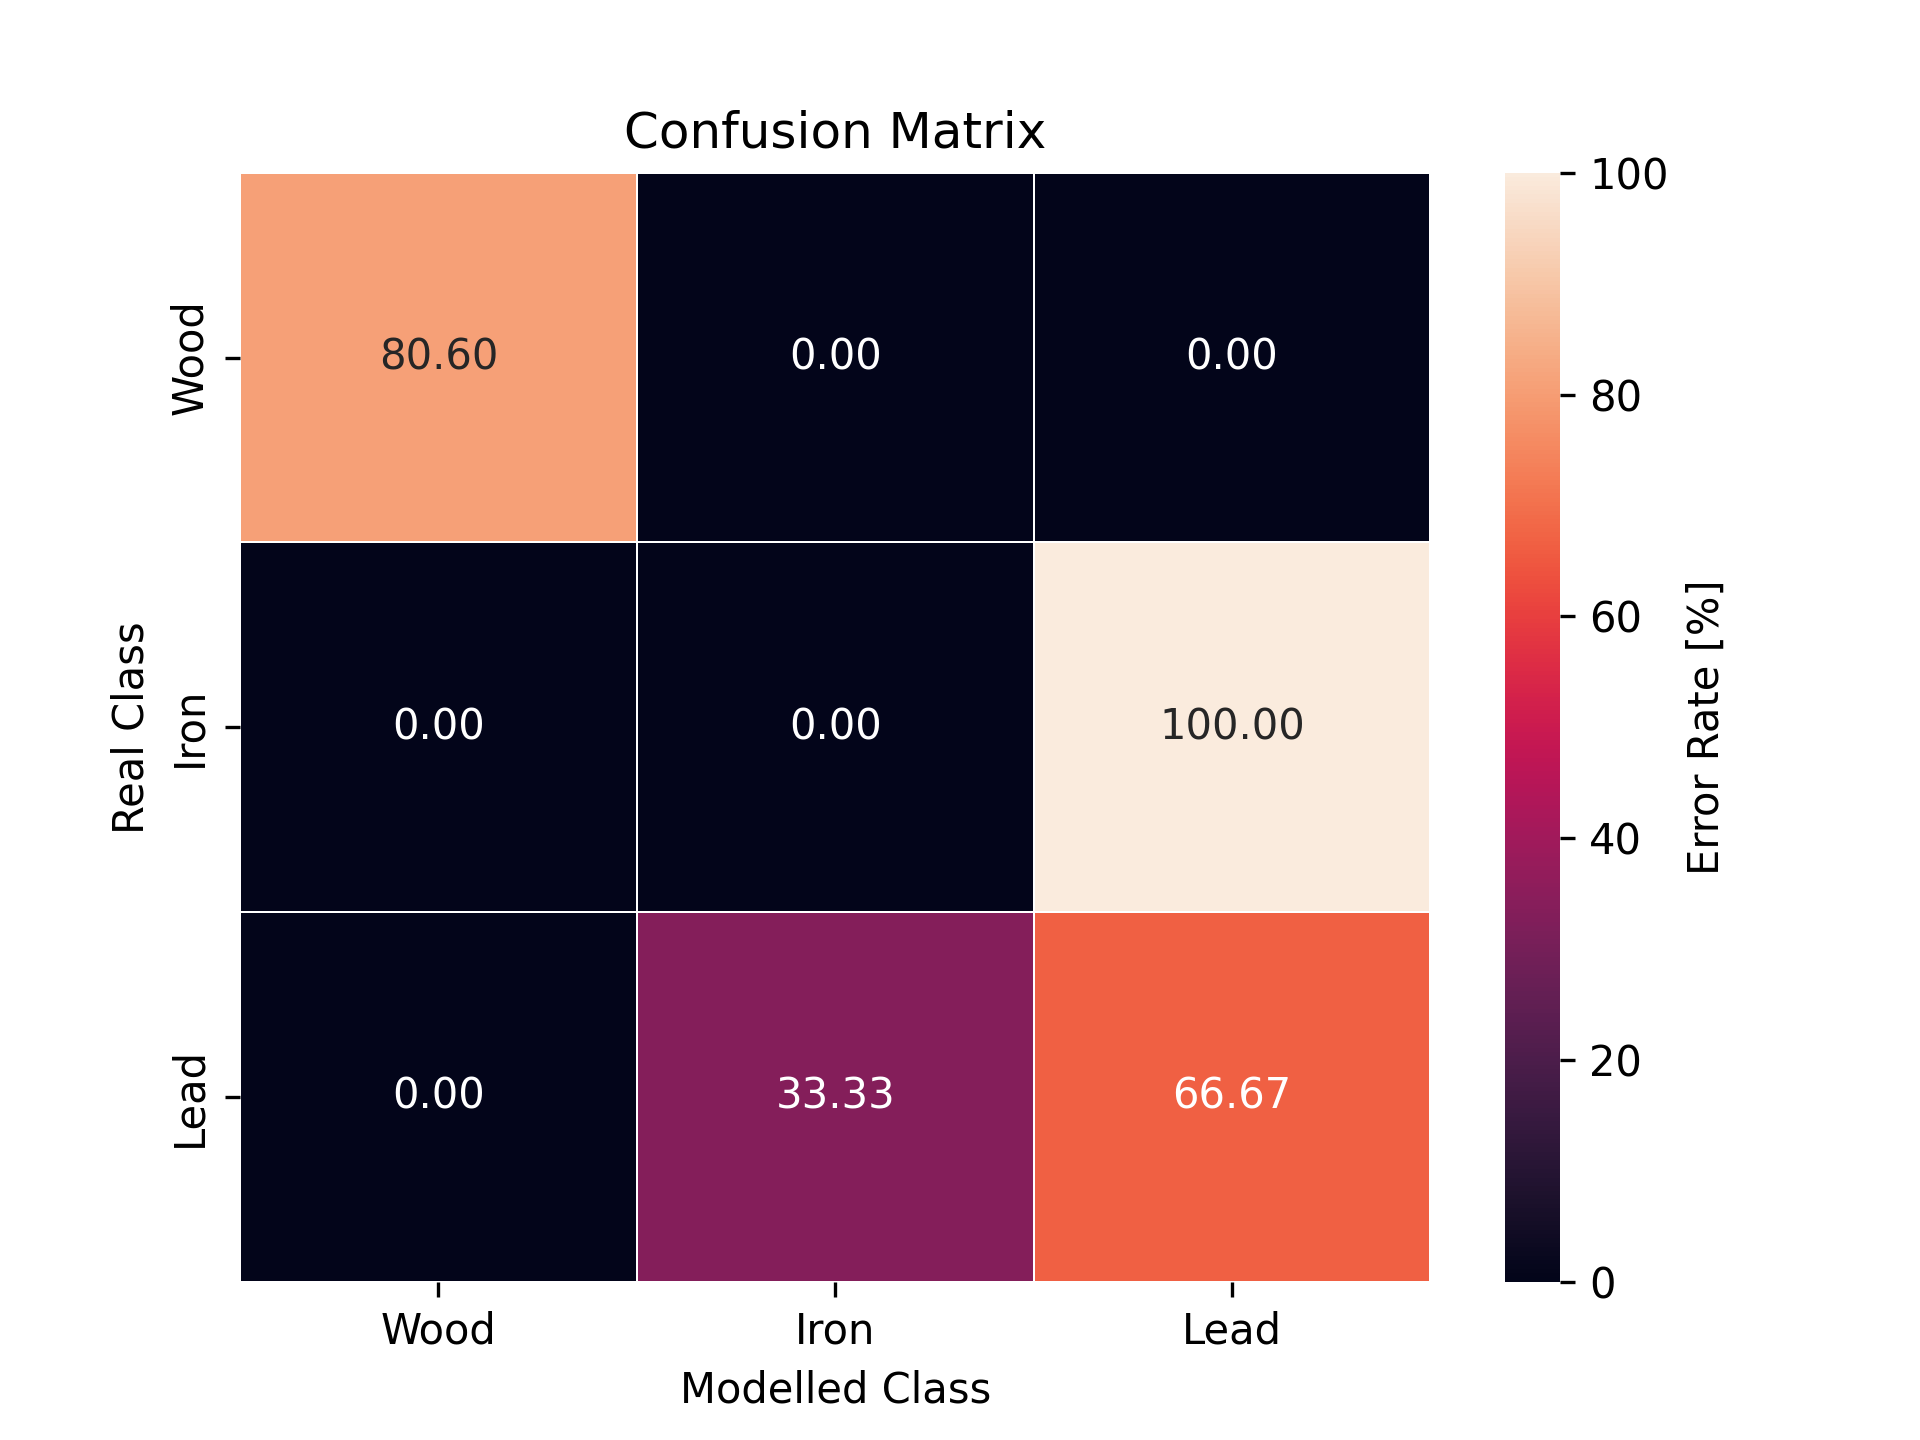 Confusion Matrix
Real Class
Wood
80.60 0.00 0.00
Iron
0.00 0.00 100.00
Lead
0.00 33.33 66.67
Wood Iron Lead
Modelled Class
100
80
60
40
20
0
Error Rate [%]